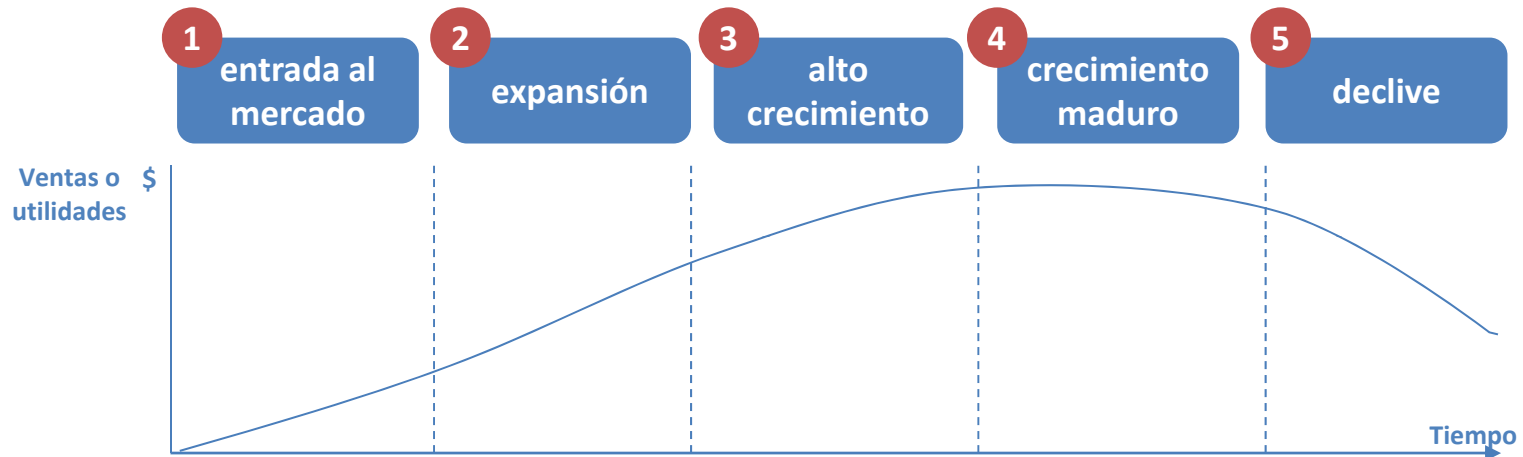 1
entrada al
mercado
2
expansión
3
alto
crecimiento
4
crecimiento
maduro
5
declive
Ventas o
utilidades
$
Tiempo